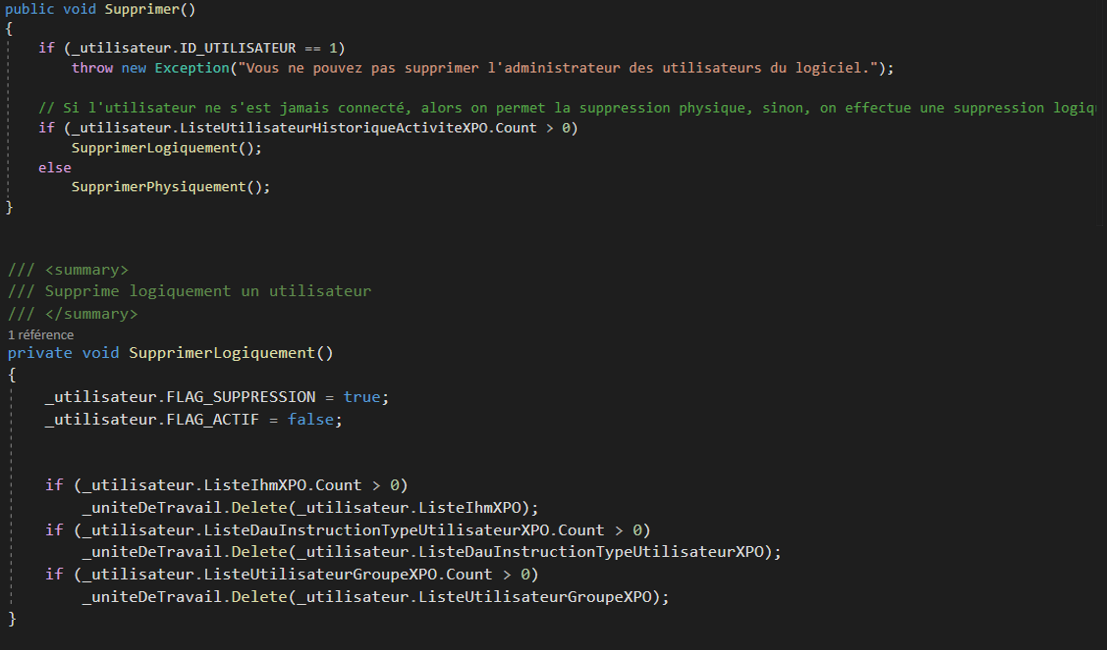 public void Supprimer()
{
if (_utilisateur.ID_UTILISATEUR == 1)
throw new Exception("Vous ne pouvez pas supprimer l'administrateur des utilisateurs du logiciel.");
// Si l'utilisateur ne s'est jamais connecté, alors on permet la suppression physique, sinon, on effectue une suppression logiq
if (_utilisateur.ListeUtilisateurHistoriqueActiviteXPO.Count > 0)
SupprimerLogiquement();
else
SupprimerPhysiquement();
}
/// <summary>
/// Supprime logiquement un utilisateur
/// </summary>
1 référence
private void SupprimerLogiquement()
{
_utilisateur.FLAG_SUPPRESSION = true;
_utilisateur.FLAG_ACTIF = false;
if (_utilisateur.ListeIhmXPO.Count > 0)
_uniteDeTravail.Delete(_utilisateur.ListeIhmXPO);
if (_utilisateur.ListeDauInstructionTypeUtilisateurXPO.Count > 0)
_uniteDeTravail.Delete(_utilisateur.ListeDauInstructionTypeUtilisateurXPO);
if (_utilisateur.ListeUtilisateurGroupeXPO.Count > 0)
_uniteDeTravail.Delete(_utilisateur.ListeUtilisateurGroupeXPO);
}